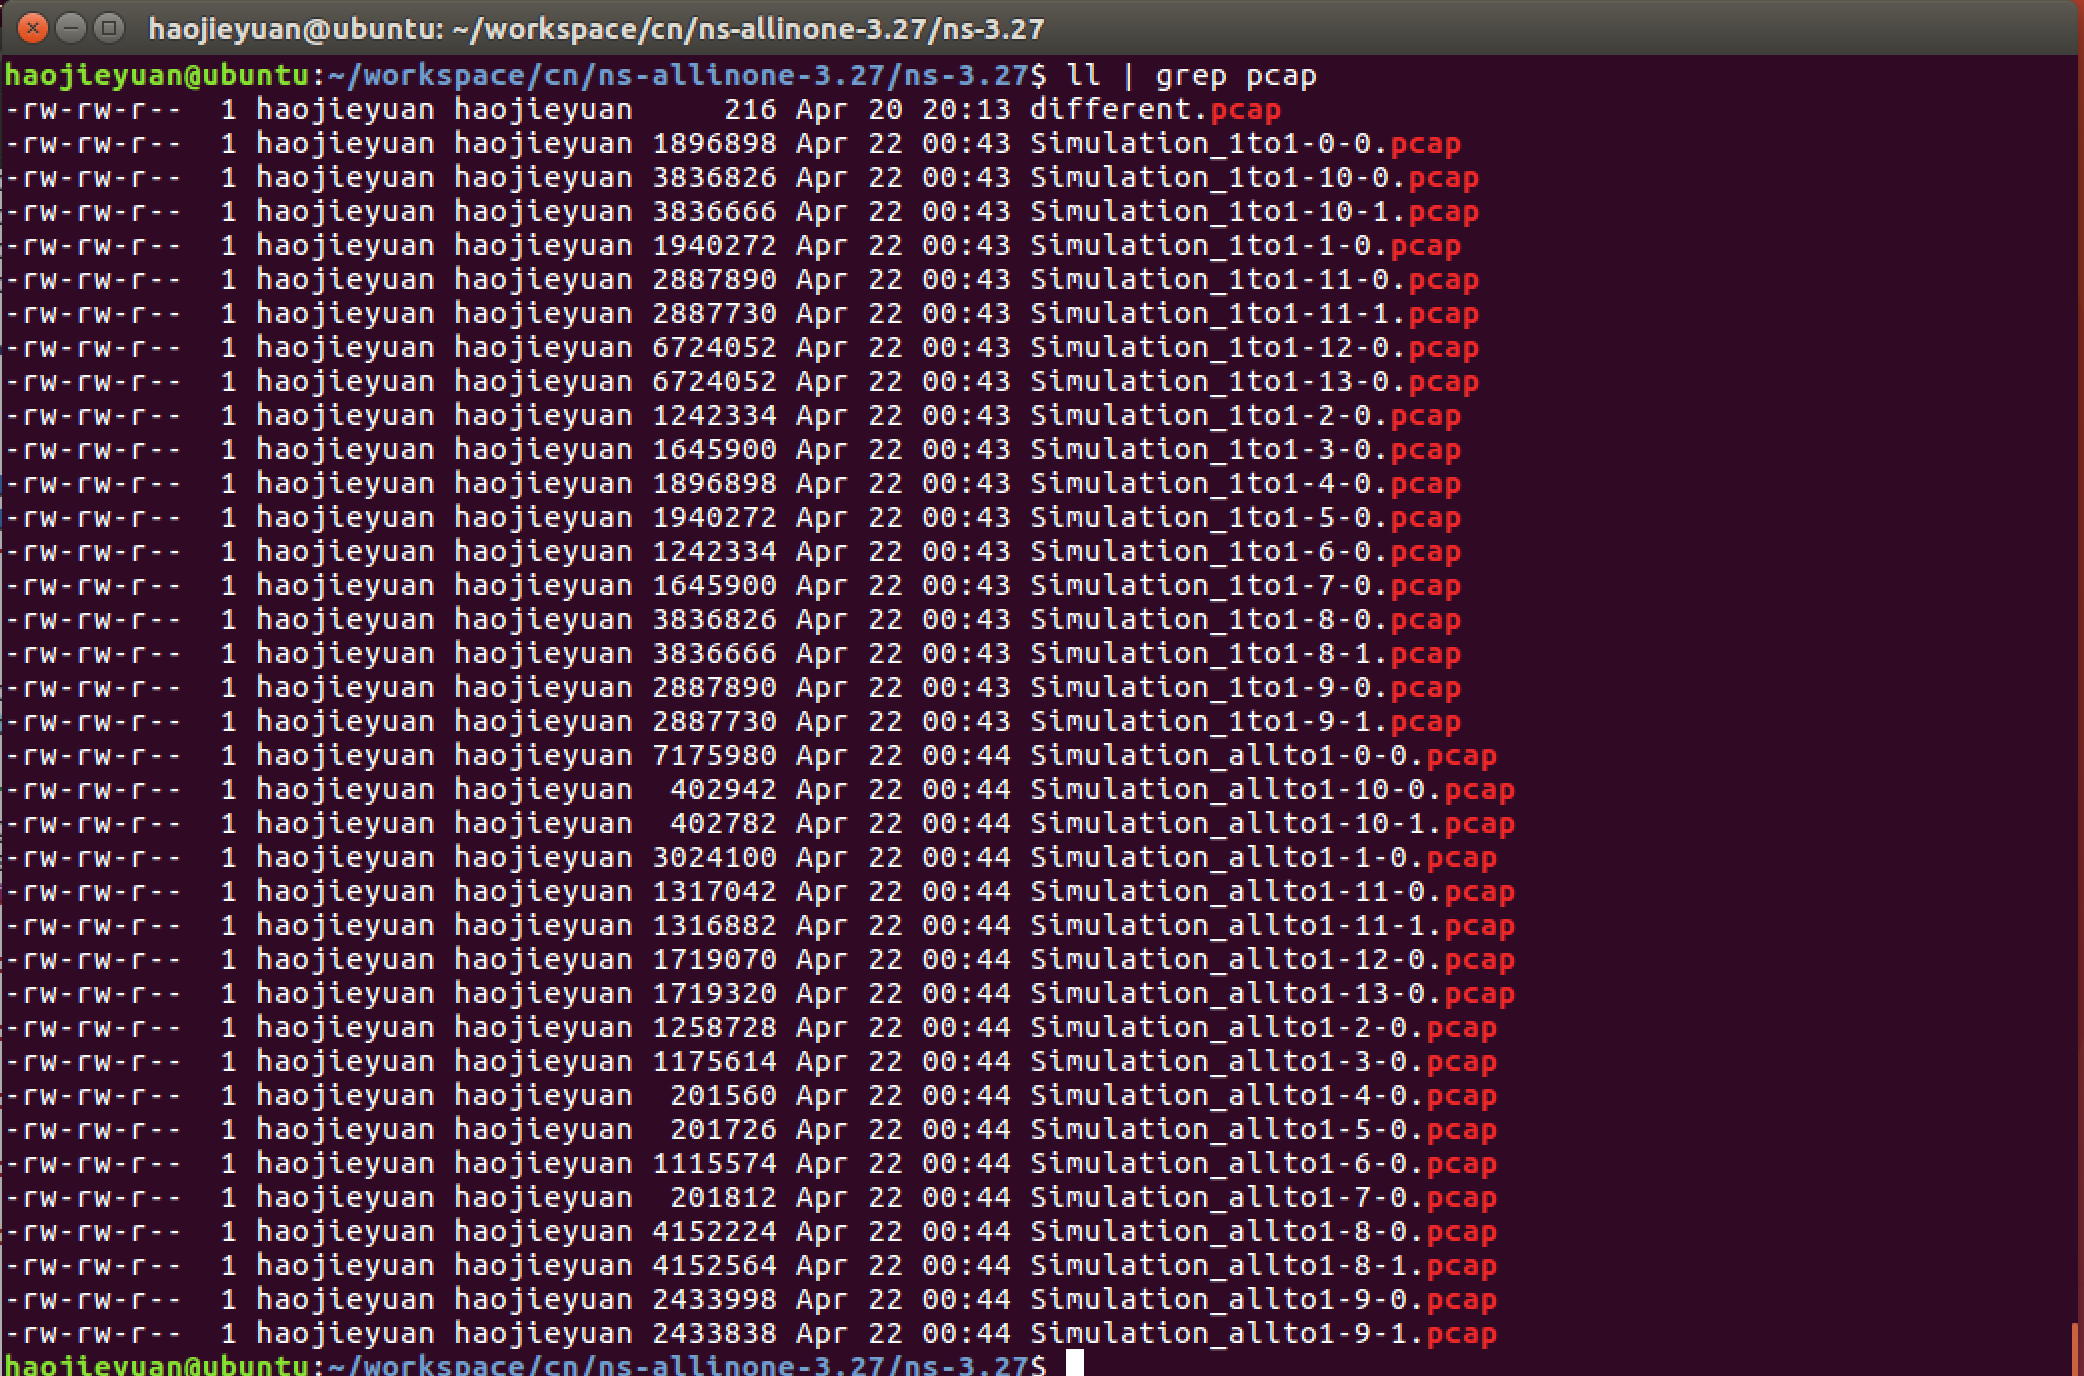 haojieyuan@ubuntu: ~/workspace/cn/ns-allinone-3.27/ns-3.27
haojieyuan@ubuntu:~/workspace/cn/ns-allinone-3.27/ns-3.27$ ll | grep pcap
-rw-rw-r--  1 haojieyuan haojieyuan     216 Apr 20 20:13 different.pcap
-rw-rw-r--  1 haojieyuan haojieyuan 1896898 Apr 22 00:43 Simulation_1to1-0-0.pcap
-rw-rw-r--  1 haojieyuan haojieyuan 3836826 Apr 22 00:43 Simulation_1to1-10-0.pcap
-rw-rw-r--  1 haojieyuan haojieyuan 3836666 Apr 22 00:43 Simulation_1to1-10-1.pcap
-rw-rw-r--  1 haojieyuan haojieyuan 1940272 Apr 22 00:43 Simulation_1to1-1-0.pcap
-rw-rw-r--  1 haojieyuan haojieyuan 2887890 Apr 22 00:43 Simulation_1to1-11-0.pcap
-rw-rw-r--  1 haojieyuan haojieyuan 2887730 Apr 22 00:43 Simulation_1to1-11-1.pcap
-rw-rw-r--  1 haojieyuan haojieyuan 6724052 Apr 22 00:43 Simulation_1to1-12-0.pcap
-rw-rw-r--  1 haojieyuan haojieyuan 6724052 Apr 22 00:43 Simulation_1to1-13-0.pcap
-rw-rw-r--  1 haojieyuan haojieyuan 1242334 Apr 22 00:43 Simulation_1to1-2-0.pcap
-rw-rw-r--  1 haojieyuan haojieyuan 1645900 Apr 22 00:43 Simulation_1to1-3-0.pcap
-rw-rw-r--  1 haojieyuan haojieyuan 1896898 Apr 22 00:43 Simulation_1to1-4-0.pcap
-rw-rw-r--  1 haojieyuan haojieyuan 1940272 Apr 22 00:43 Simulation_1to1-5-0.pcap
-rw-rw-r--  1 haojieyuan haojieyuan 1242334 Apr 22 00:43 Simulation_1to1-6-0.pcap
-rw-rw-r--  1 haojieyuan haojieyuan 1645900 Apr 22 00:43 Simulation_1to1-7-0.pcap
-rw-rw-r--  1 haojieyuan haojieyuan 3836826 Apr 22 00:43 Simulation_1to1-8-0.pcap
-rw-rw-r--  1 haojieyuan haojieyuan 3836666 Apr 22 00:43 Simulation_1to1-8-1.pcap
-rw-rw-r--  1 haojieyuan haojieyuan 2887890 Apr 22 00:43 Simulation_1to1-9-0.pcap
-rw-rw-r--  1 haojieyuan haojieyuan 2887730 Apr 22 00:43 Simulation_1to1-9-1.pcap
-rw-rw-r--  1 haojieyuan haojieyuan 7175980 Apr 22 00:44 Simulation_allto1-0-0.pcap
-rw-rw-r--  1 haojieyuan haojieyuan  402942 Apr 22 00:44 Simulation_allto1-10-0.pcap
-rw-rw-r--  1 haojieyuan haojieyuan  402782 Apr 22 00:44 Simulation_allto1-10-1.pcap
-rw-rw-r--  1 haojieyuan haojieyuan 3024100 Apr 22 00:44 Simulation_allto1-1-0.pcap
-rw-rw-r--  1 haojieyuan haojieyuan 1317042 Apr 22 00:44 Simulation_allto1-11-0.pcap
-rw-rw-r--  1 haojieyuan haojieyuan 1316882 Apr 22 00:44 Simulation_allto1-11-1.pcap
-rw-rw-r--  1 haojieyuan haojieyuan 1719070 Apr 22 00:44 Simulation_allto1-12-0.pcap
-rw-rw-r--  1 haojieyuan haojieyuan 1719320 Apr 22 00:44 Simulation_allto1-13-0.pcap
-rw-rw-r--  1 haojieyuan haojieyuan 1258728 Apr 22 00:44 Simulation_allto1-2-0.pcap
-rw-rw-r--  1 haojieyuan haojieyuan 1175614 Apr 22 00:44 Simulation_allto1-3-0.pcap
-rw-rw-r--  1 haojieyuan haojieyuan  201560 Apr 22 00:44 Simulation_allto1-4-0.pcap
-rw-rw-r--  1 haojieyuan haojieyuan  201726 Apr 22 00:44 Simulation_allto1-5-0.pcap
-rw-rw-r--  1 haojieyuan haojieyuan 1115574 Apr 22 00:44 Simulation_allto1-6-0.pcap
-rw-rw-r--  1 haojieyuan haojieyuan  201812 Apr 22 00:44 Simulation_allto1-7-0.pcap
-rw-rw-r--  1 haojieyuan haojieyuan 4152224 Apr 22 00:44 Simulation_allto1-8-0.pcap
-rw-rw-r--  1 haojieyuan haojieyuan 4152564 Apr 22 00:44 Simulation_allto1-8-1.pcap
-rw-rw-r--  1 haojieyuan haojieyuan 2433998 Apr 22 00:44 Simulation_allto1-9-0.pcap
-rw-rw-r--  1 haojieyuan haojieyuan 2433838 Apr 22 00:44 Simulation_allto1-9-1.pcap
haojieyuan@ubuntu:~/workspace/cn/ns-allinone-3.27/ns-3.27$